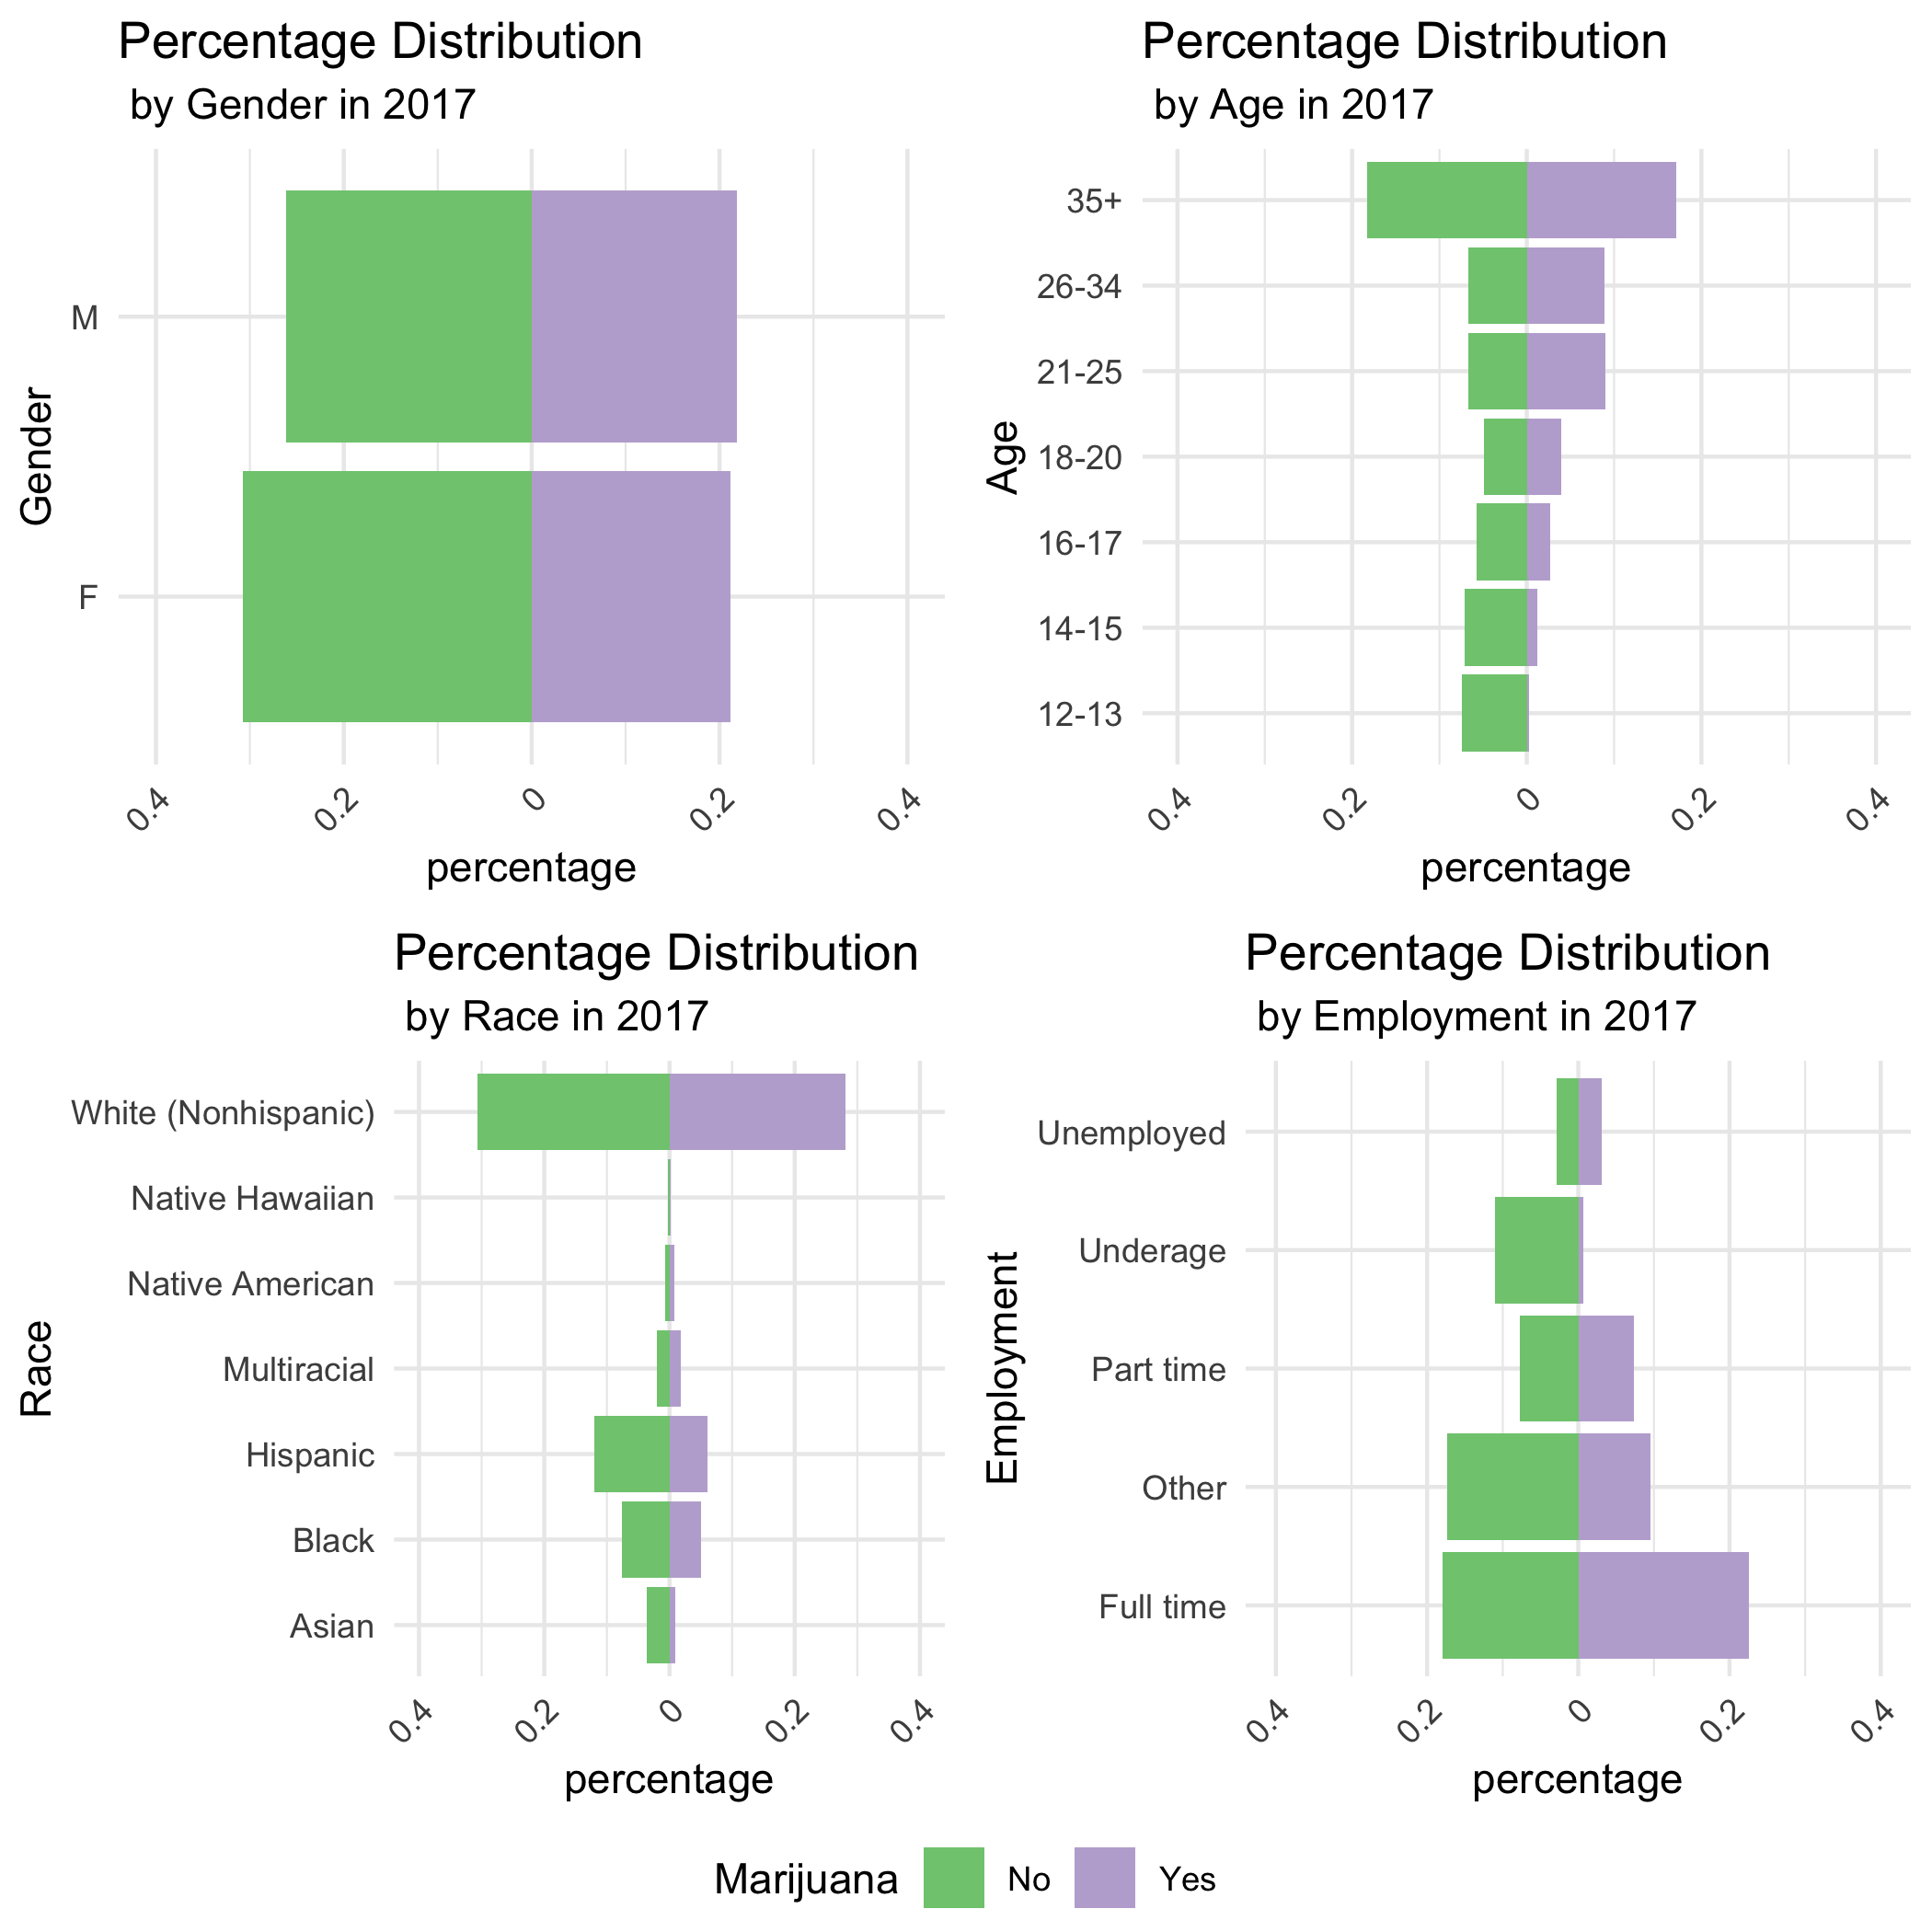 Percentage Distribution
by Gender in 2017
Gender
M
F
0.4
0.2
0
0.2
0.4
percentage
Percentage Distribution
by Age in 2017
Age
35+
26-34
21-25
18-20
16-17
14-15
12-13
0.4
0.2
0
0.2
0.4
percentage
Percentage Distribution
by Race in 2017
Race
White (Nonhispanic)
Native Hawaiian
Native American
Multiracial
Hispanic
Black
Asian
0.4
0.2
0
0.2
0.4
percentage
Percentage Distribution
by Employment in 2017
Employment
Unemployed
Underage
Part time
Other
Full time
0.4
0.2
0
0.2
0.4
percentage
Marijuana No Yes